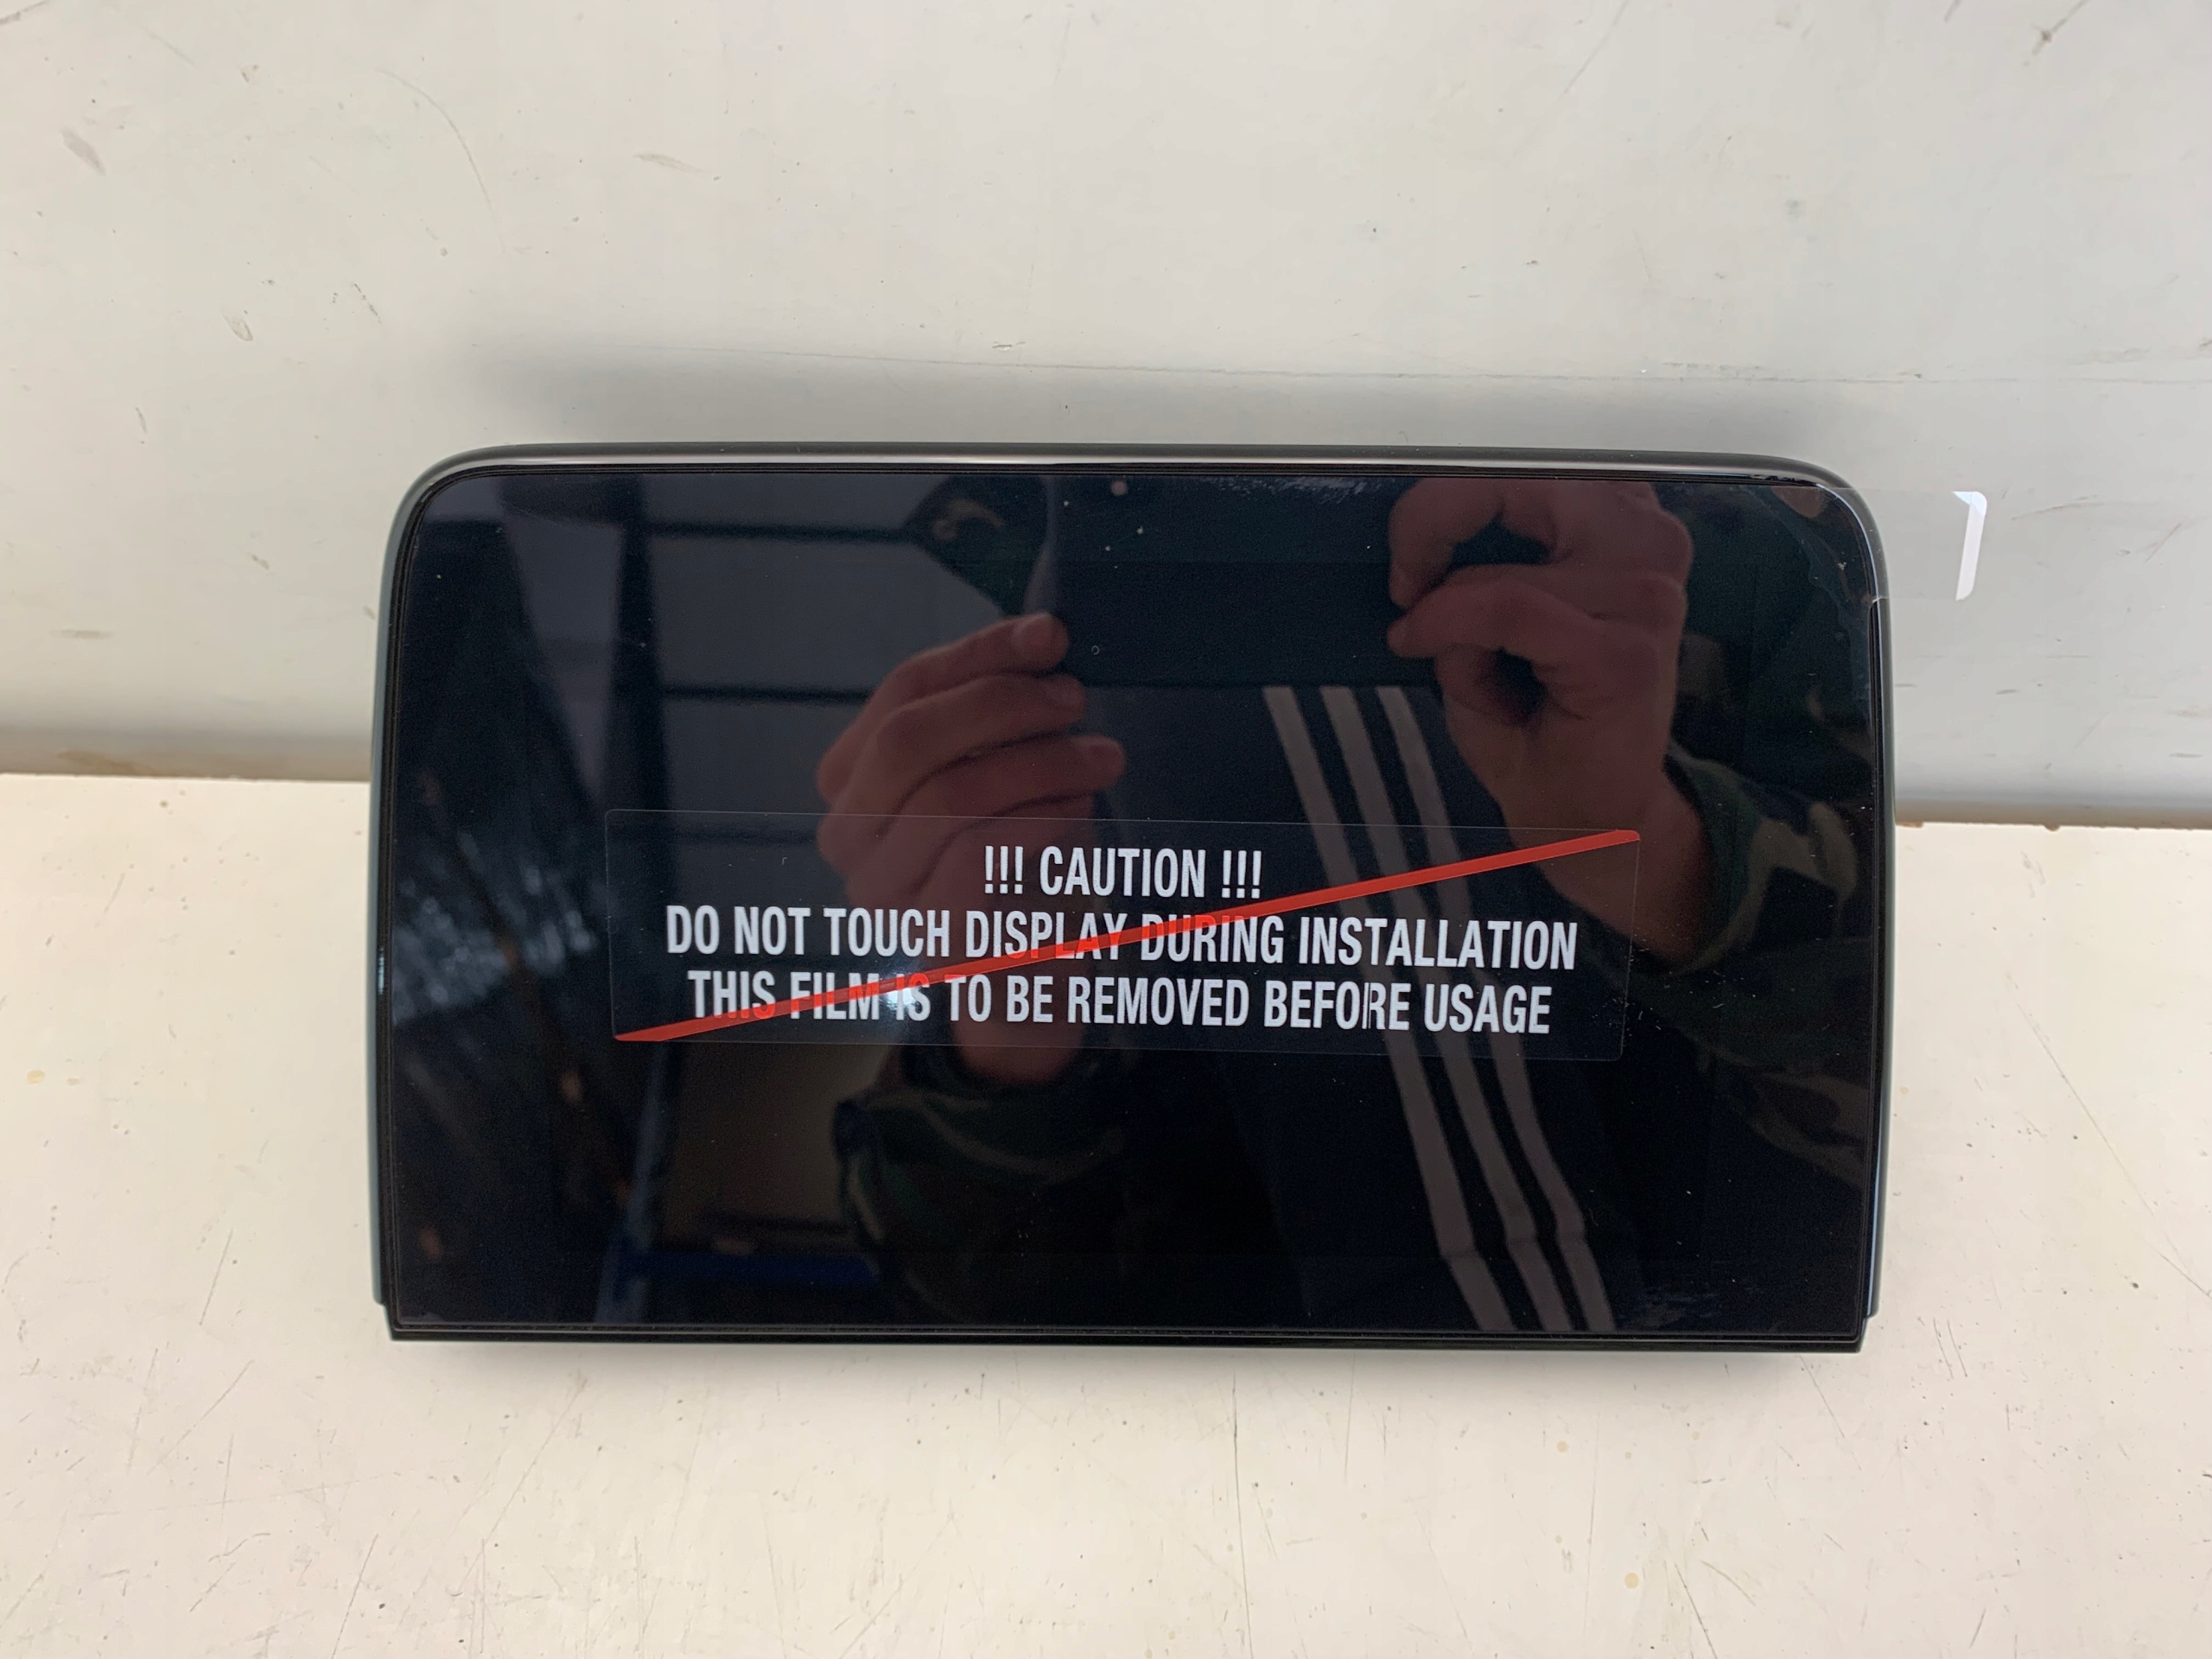 !!! CAUTION !!!
DO NOT TOUCH DISPLAY DURING INSTALLATION
THIS FILM IS TO BE REMOVED BEFORE USAGE